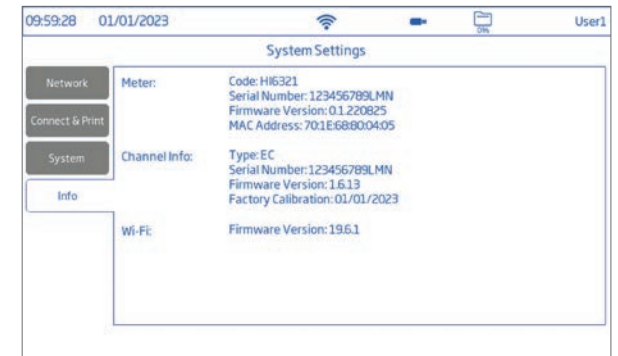 09:59:28 01/01/2023 0% User1
System Settings
Network
Connect & Print
System
Info
Meter: Code: HI6321
Serial Number: 123456789LMN
Firmware Version: 0.1.220825
MAC Address: 70:1E:68:80:04:05
Channel Info: Type: EC
Serial Number: 123456789LMN
Firmware Version: 1.6.13
Factory Calibration: 01/01/2023
Wi-Fi: Firmware Version: 19.6.1